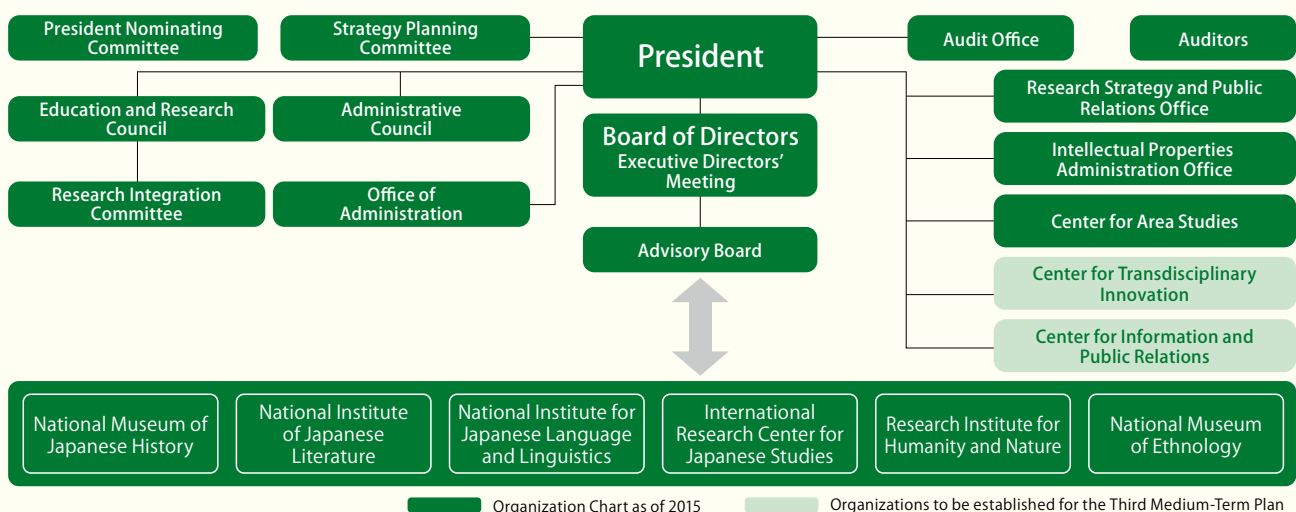 President Nominating
Committee
Strategy Planning
Committee
President
Audit Office
Auditors
Education and Research
Council
Administrative
Council
Board of Directors
Executive Directors’
Meeting
Research Strategy and Public
Relations Office
Intellectual Properties
Administration Office
Research Integration
Committee
Office of
Administration
Center for Area Studies
Advisory Board
Center for Transdisciplinary
Innovation
Center for Information and
Public Relations
National Museum of
Japanese History
National Institute
of Japanese
Literature
National Institute for
Japanese Language
and Linguistics
International
Research Center for
Japanese Studies
Research Institute for
Humanity and Nature
National Museum
of Ethnology
Organization Chart as of 2015
Organizations to be established for the Third Medium-Term Plan